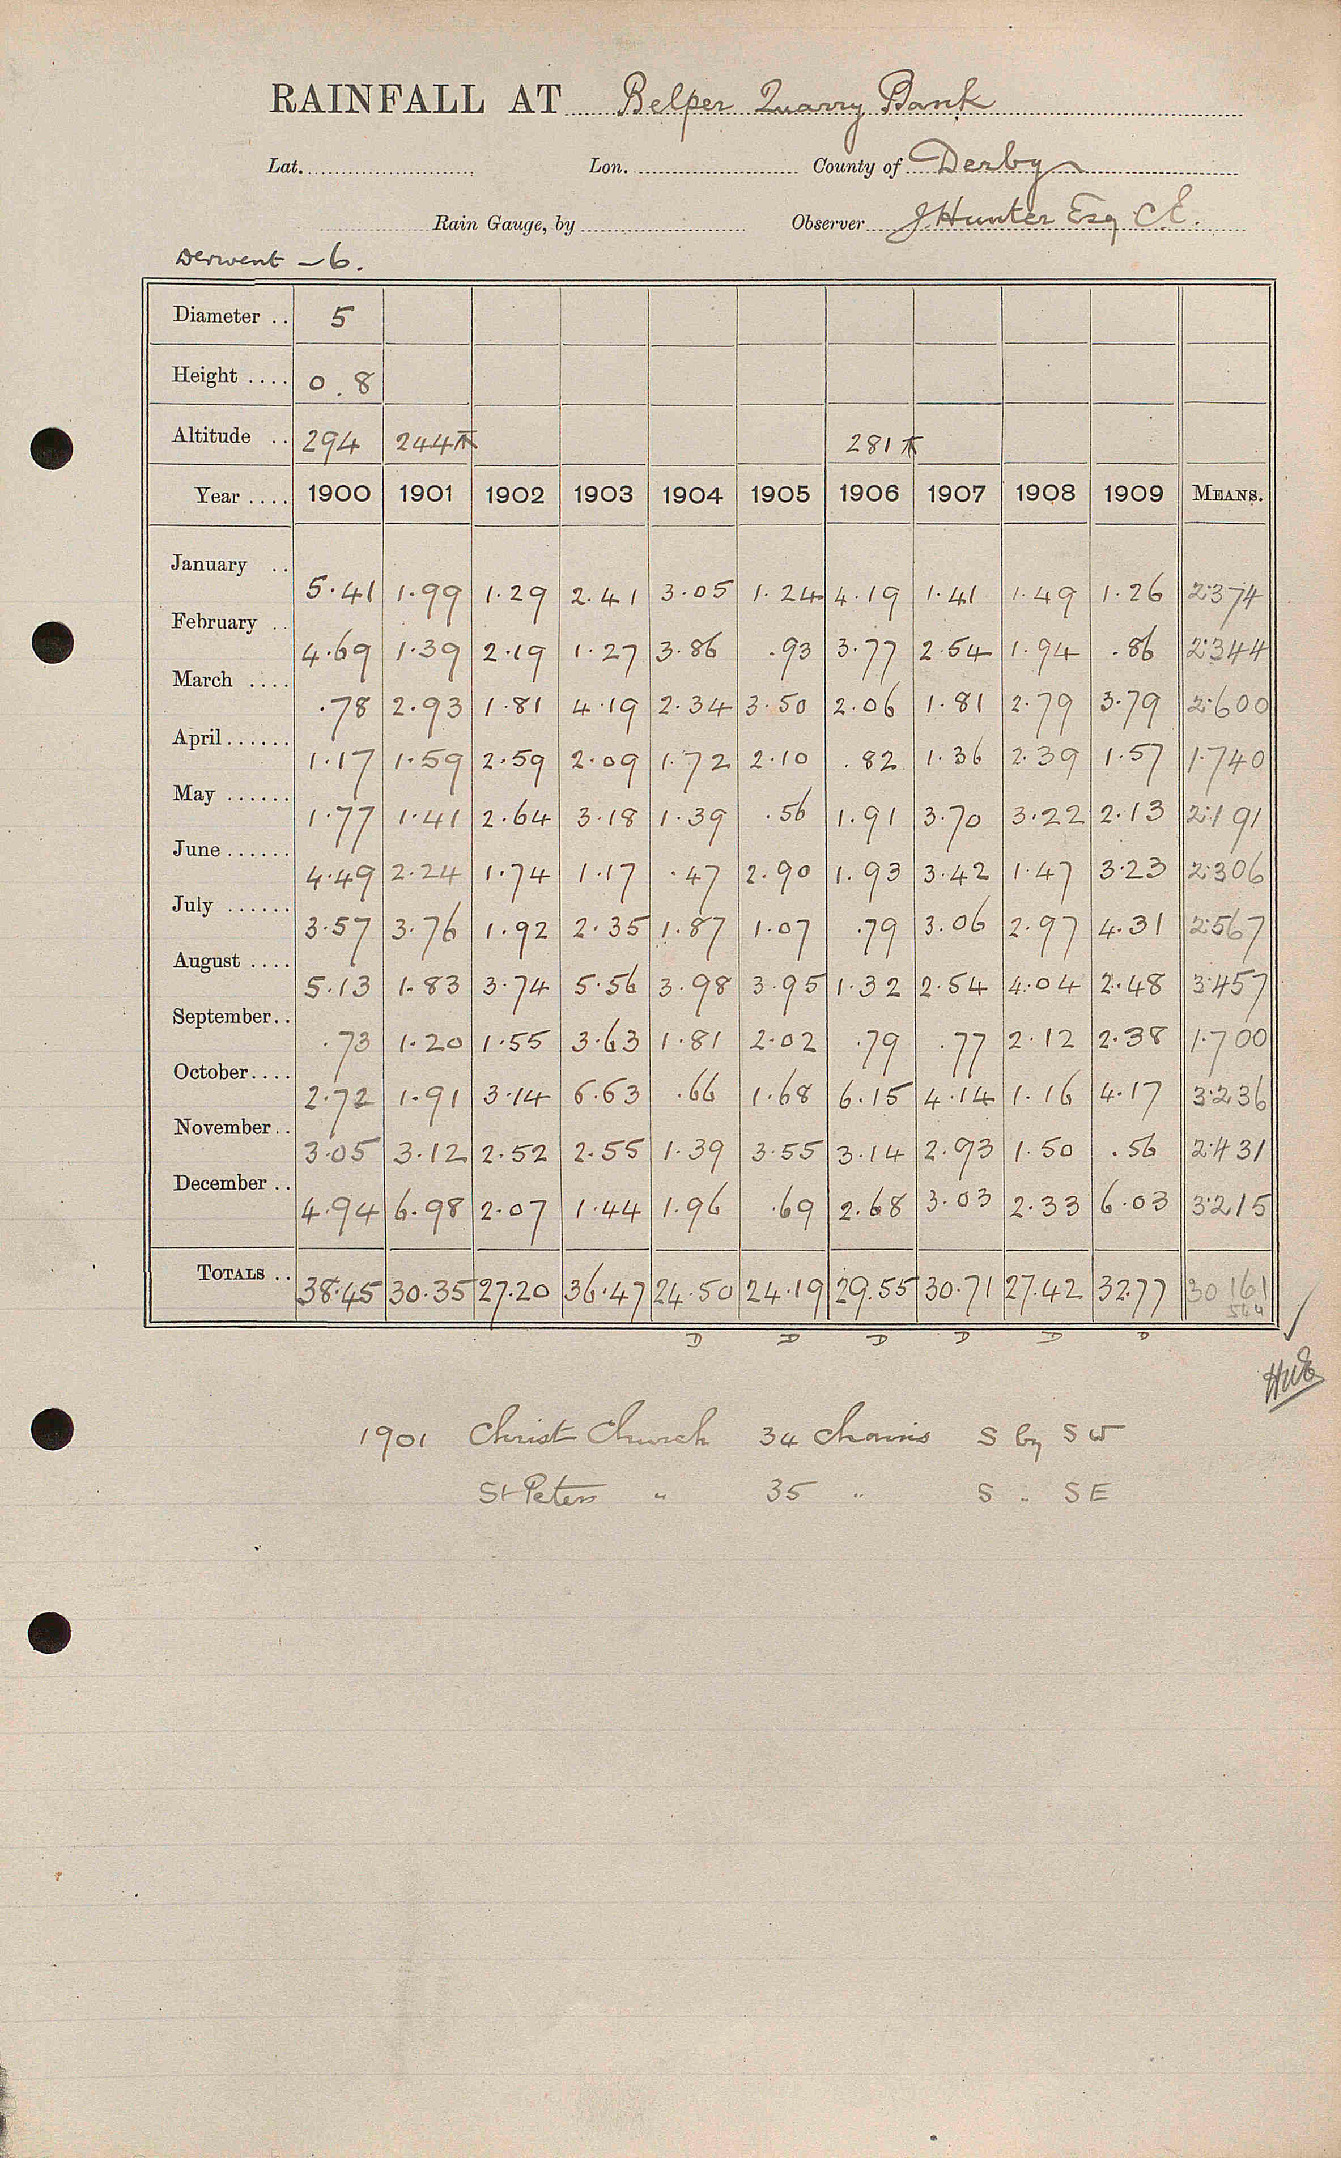 RAINFALL AT Belper Quarry Bank
Lat. Lon. County of Derby
Rain Gauge, by Observer J Hunter Esq C.E.
Derwent - 6.
Diameter .. 5
Height .... 0.8
Altitude .. 294 244 281
Year .... 1900 1901 1902 1903 1904 1905 1906 1907 1908 1909 MEANS.
January .. 5.41 1.99 1.29 2.41 3.05 1.24 4.19 1.41 1.49 1.26 2.374
February .. 4.69 1.39 2.19 1.27 3.86 .93 3.77 2.54 1.94 .86 2.344
March .... .78 2.93 1.81 4.19 2.34 3.50 2.06 1.81 2.79 3.79 2.600
April...... 1.17 1.59 2.59 2.09 1.72 2.10 .82 1.36 2.39 1.57 1.740
May ...... 1.77 1.41 2.64 3.18 1.39 .56 1.91 3.70 3.22 2.13 2.191
June...... 4.49 2.24 1.74 1.17 .47 2.90 1.93 3.42 1.47 3.23 2.306
July ...... 3.57 3.76 1.92 2.35 1.87 1.07 .79 3.06 2.97 4.31 2.567
August .... 5.13 1.83 3.74 5.56 3.98 3.95 1.32 2.54 4.04 2.48 3.457
September.. .73 1.20 1.55 3.63 1.81 2.02 .79 .77 2.12 2.38 1.700
October.... 2.72 1.91 3.14 6.63 .66 1.68 6.15 4.14 1.16 4.17 3.236
November.. 3.05 3.12 2.52 2.55 1.39 3.55 3.14 2.93 1.50 .56 2.431
December .. 4.94 6.98 2.07 1.44 1.96 .69 2.68 3.03 2.33 6.03 3.215
TOTALS .. 38.45 30.35 27.20 36.47 24.50 24.19 29.55 30.71 27.42 32.77 30.161
D D D D D D
1901 Christ Church 34 chains S by SW
St Peters " 35 " S " SE